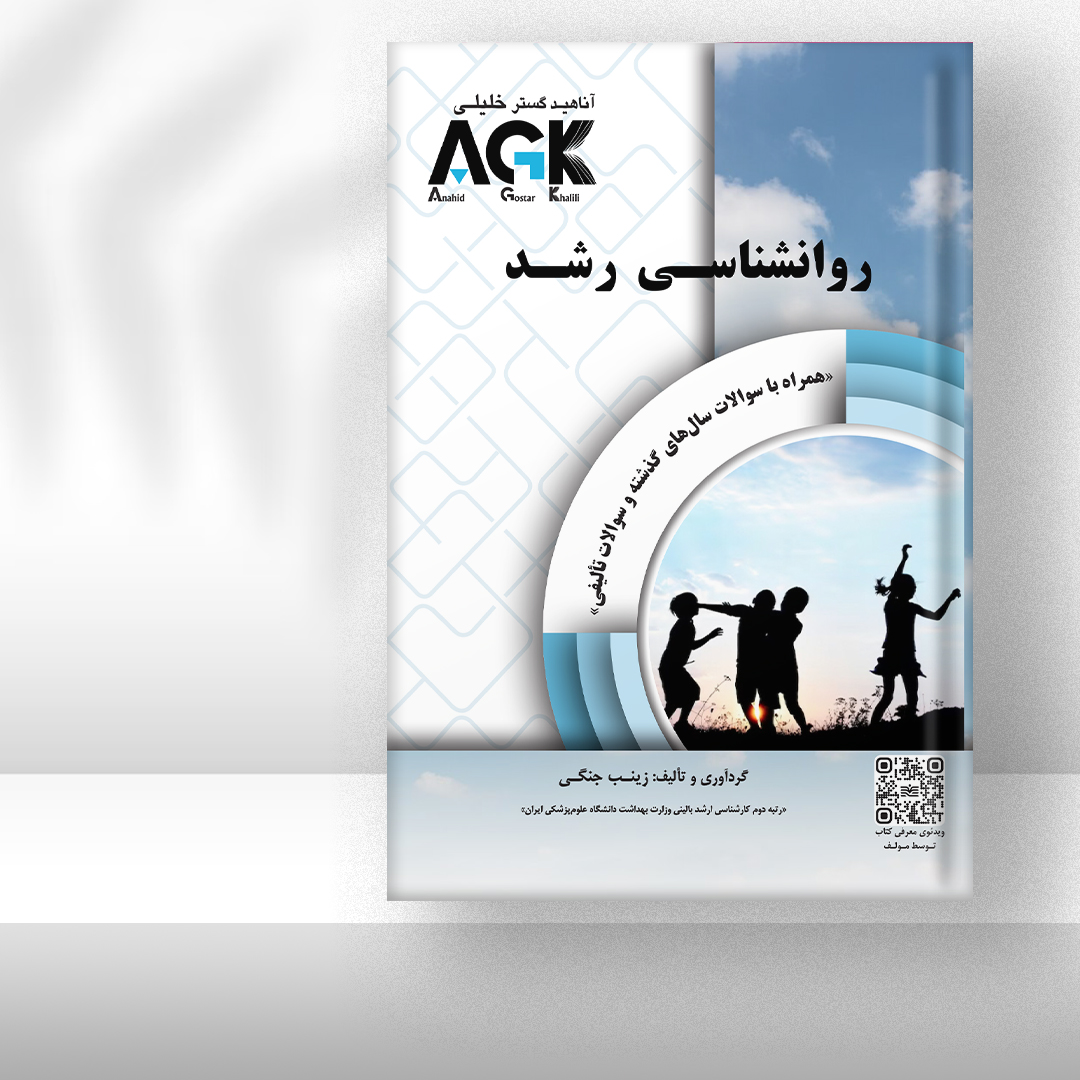 آناهید گستر خلیلی
AGK
Anahid Gostar Khalili
روانشناسی رشد
«همراه با سوالات سال‌های گذشته و سوالات تألیفی»
گردآوری و تألیف: زینب جنگی
«رتبه دوم کارشناسی ارشد بالینی وزارت بهداشت دانشگاه علوم‌پزشکی ایران»
ویدئوی معرفی کتاب
توسط مولف